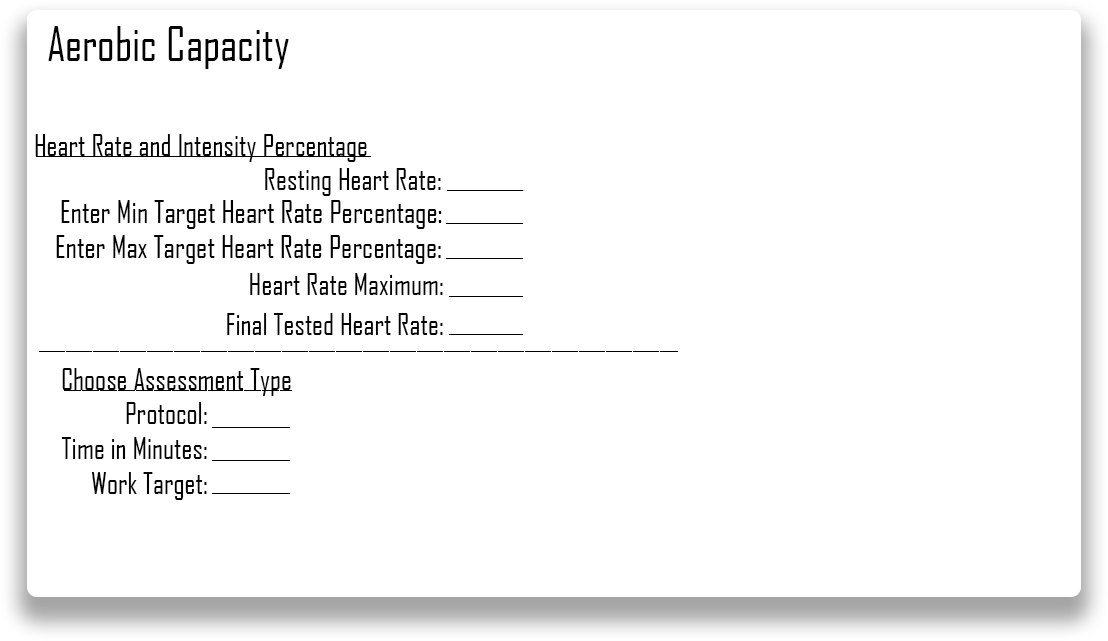 Aerobic Capacity
Heart Rate and Intensity Percentage
Resting Heart Rate: ______
Enter Min Target Heart Rate Percentage: ______
Enter Max Target Heart Rate Percentage: ______
Heart Rate Maximum: ______
Final Tested Heart Rate: ______
Choose Assessment Type
Protocol: ______
Time in Minutes: ______
Work Target: ______